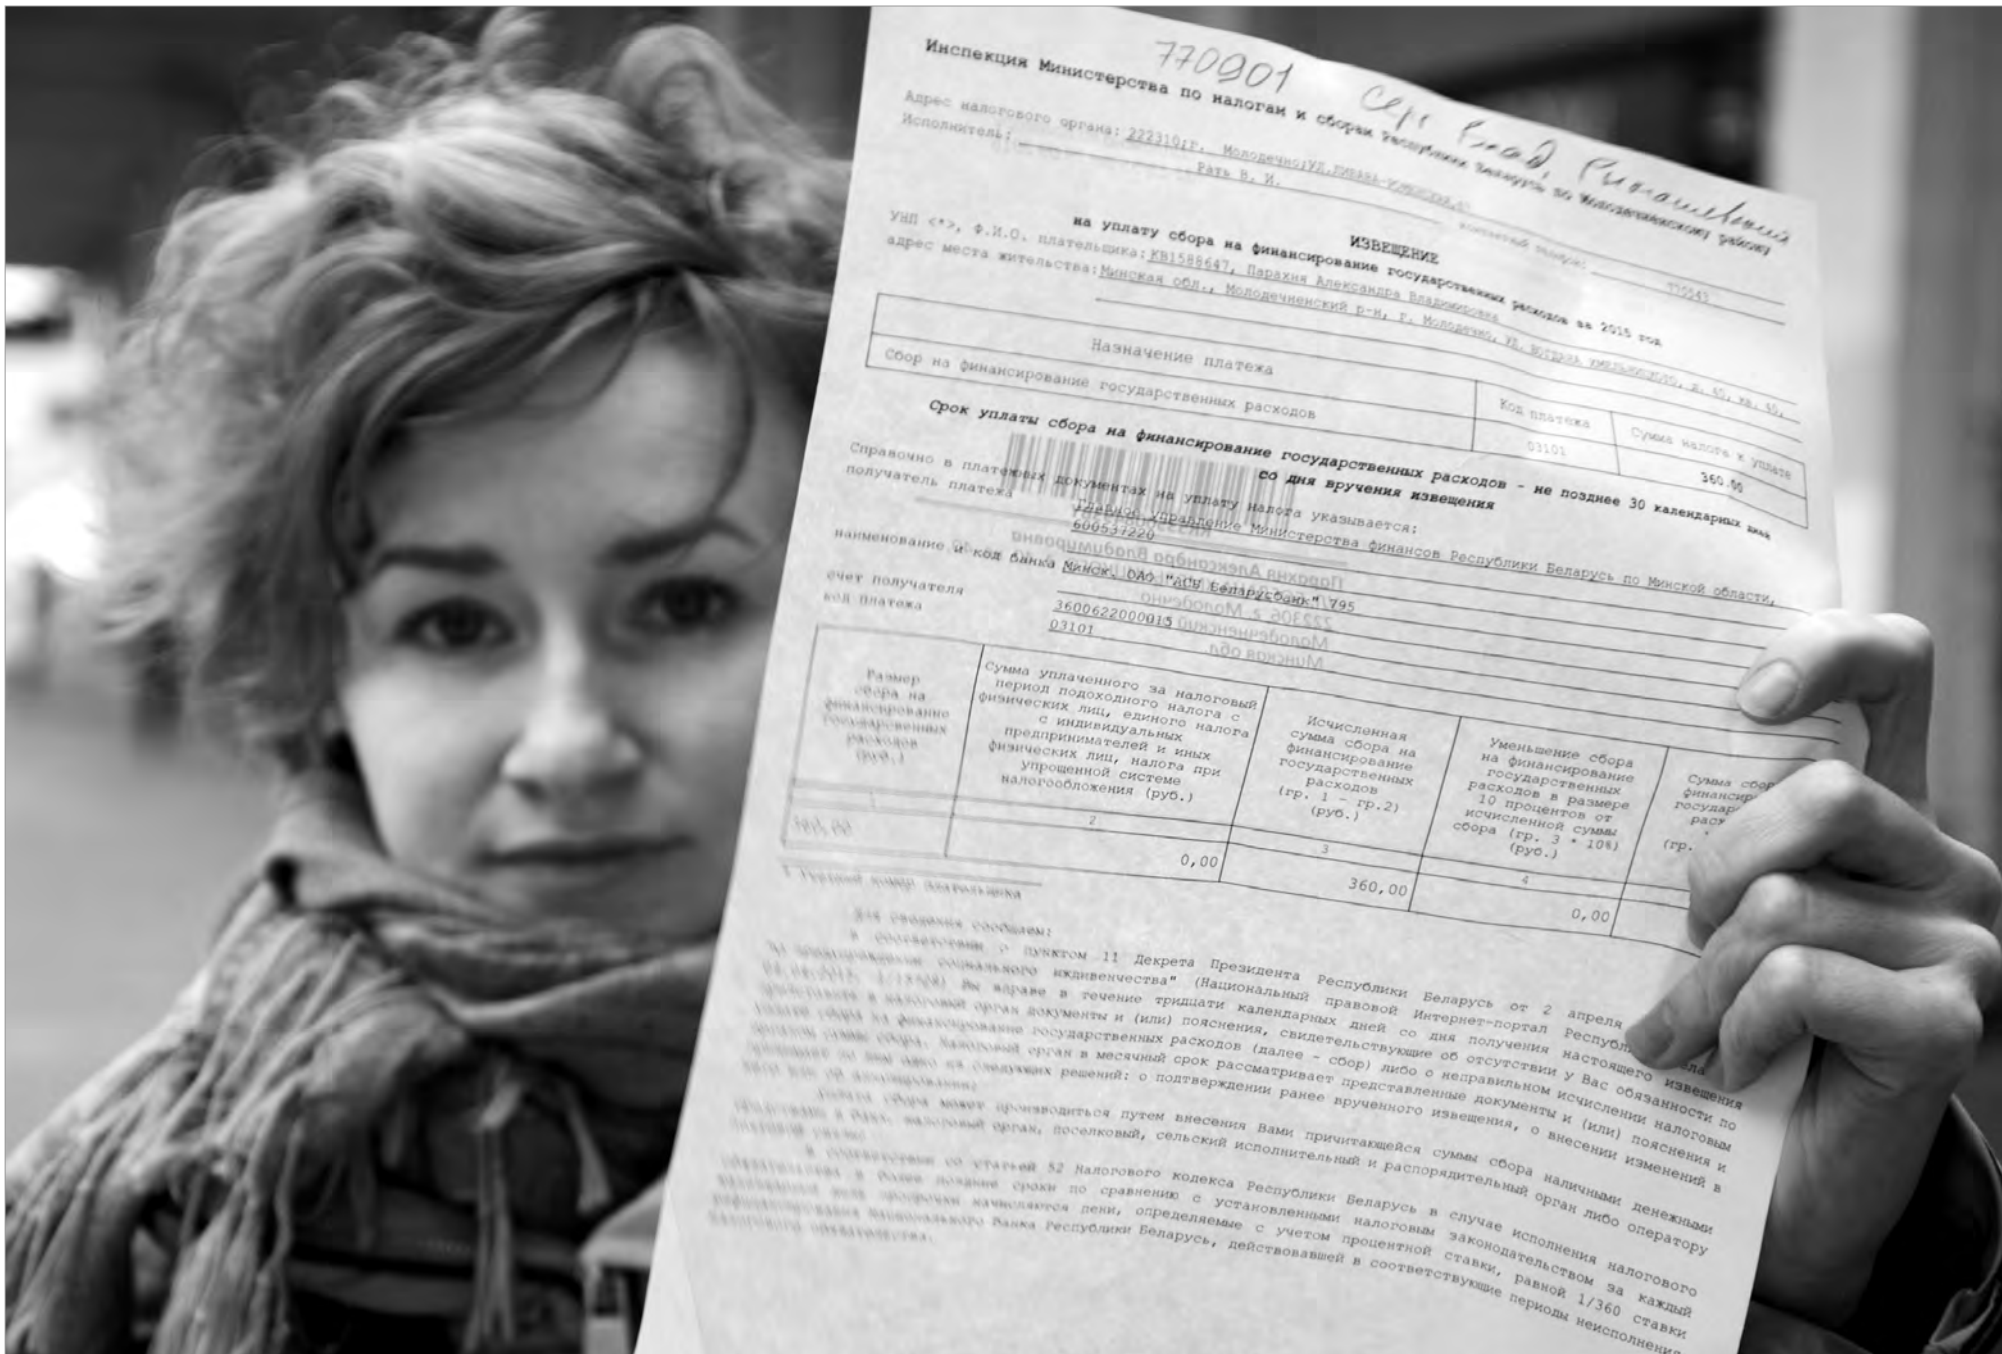 770901
Инспекция Министерства по налогам и сборам Республики Беларусь по Молодечненскому району
Адрес налогового органа: 222310;г. Молодечно;УЛ.
Исполнитель: Рать В. И.
ИЗВЕЩЕНИЕ
на уплату сбора на финансирование государственных расходов за 2015 год
УНП <*>, Ф.И.О. плательщика: KB1588647, Парахня Александра Владимировна
адрес места жительства: Минская обл., Молодечненский р-н, г. Молодечно, УЛ. БОГДАНА ХМЕЛЬНИЦКОГО,
Назначение платежа Код платежа Сумма налога к уплате
Сбор на финансирование государственных расходов 03101 360.00
Срок уплаты сбора на финансирование государственных расходов - не позднее 30 календарных дней
со дня вручения извещения
Справочно в платежных документах на уплату налога указывается:
получатель платежа Главное управление Министерства финансов Республики Беларусь по Минской области,
600537220
наименование и код банка Минск, ОАО "АСБ Беларусбанк" 795
счет получателя 3600622000015
код платежа 03101
Размер сбора на финансирование государственных расходов (руб.)
Сумма уплаченного за налоговый период подоходного налога с физических лиц, единого налога с индивидуальных предпринимателей и иных физических лиц, налога при упрощенной системе налогообложения (руб.)
Исчисленная сумма сбора на финансирование государственных расходов (гр. 1 - гр.2) (руб.)
Уменьшение сбора на финансирование государственных расходов в размере 10 процентов от исчисленной суммы сбора (гр. 3 * 10%) (руб.)
Сумма
1 2 3 4
360,00 0,00 360,00 0,00
Для сведения сообщаем:
В соответствии с пунктом 11 Декрета Президента Республики Беларусь от 2 апреля
социального иждивенчества" (Национальный правовой Интернет-портал
Вы вправе в течение тридцати календарных дней со дня получения настоящего извещения
представить в налоговый орган документы и (или) пояснения, свидетельствующие об отсутствии у Вас обязанности по
уплате сбора на финансирование государственных расходов (далее - сбор) либо о неправильном исчислении налоговым
органом суммы сбора. Налоговый орган в месячный срок рассматривает представленные документы и (или) пояснения и
одно из следующих решений: о подтверждении ранее врученного извещения, о внесении изменений в
Уплата сбора может производиться путем внесения Вами причитающейся суммы сбора наличными денежными
в банк, налоговый орган, поселковый, сельский исполнительный и распорядительный орган либо оператору
В соответствии со статьей 52 Налогового кодекса Республики Беларусь в случае исполнения налогового
обязательства в более поздние сроки по сравнению с установленными налоговым законодательством за каждый
календарный день просрочки начисляются пени, определяемые с учетом процентной ставки, равной 1/360 ставки
рефинансирования Национального Банка Республики Беларусь, действовавшей в соответствующие периоды неисполнения
налогового обязательства.